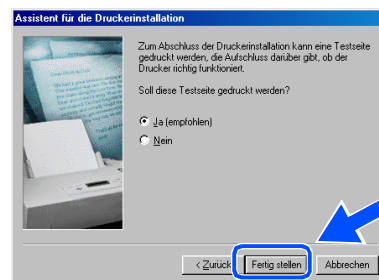 Assistent für die Druckerinstallation
Zum Abschluss der Druckerinstallation kann eine Testseite
gedruckt werden, die Aufschluss darüber gibt, ob der
Drucker richtig funktioniert.
Soll diese Testseite gedruckt werden?
Ja (empfohlen)
Nein
< Zurück
Fertig stellen
Abbrechen